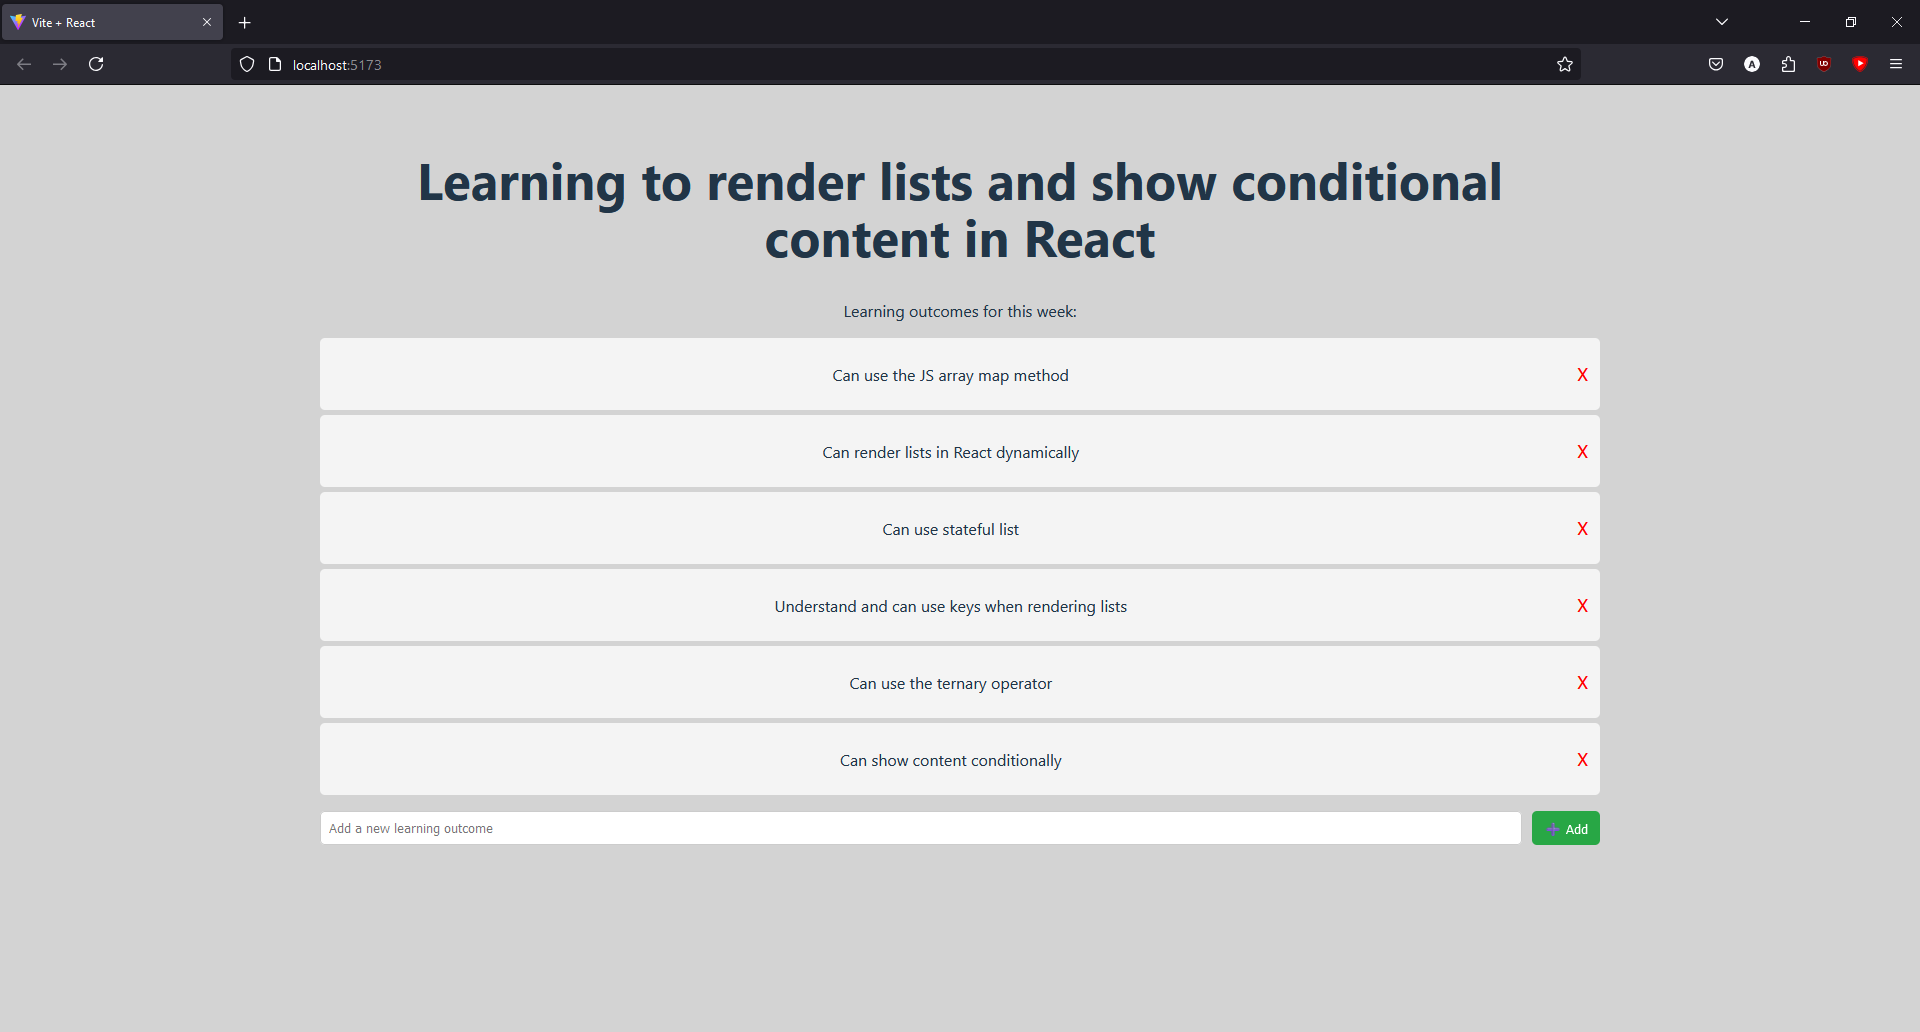 Vite + React
localhost:5173
Learning to render lists and show conditional
content in React
Learning outcomes for this week:
Can use the JS array map method X
Can render lists in React dynamically X
Can use stateful list X
Understand and can use keys when rendering lists X
Can use the ternary operator X
Can show content conditionally X
Add a new learning outcome
➕ Add